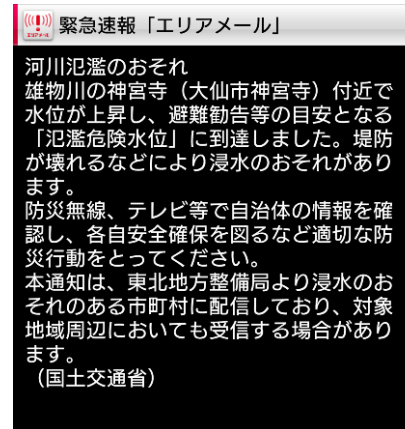 緊急速報「エリアメール」
河川氾濫のおそれ
雄物川の神宮寺（大仙市神宮寺）付近で
水位が上昇し、避難勧告等の目安となる
「氾濫危険水位」に到達しました。堤防
が壊れるなどにより浸水のおそれがあり
ます。
防災無線、テレビ等で自治体の情報を確
認し、各自安全確保を図るなど適切な防
災行動をとってください。
本通知は、東北地方整備局より浸水のお
それのある市町村に配信しており、対象
地域周辺においても受信する場合があり
ます。
（国土交通省）